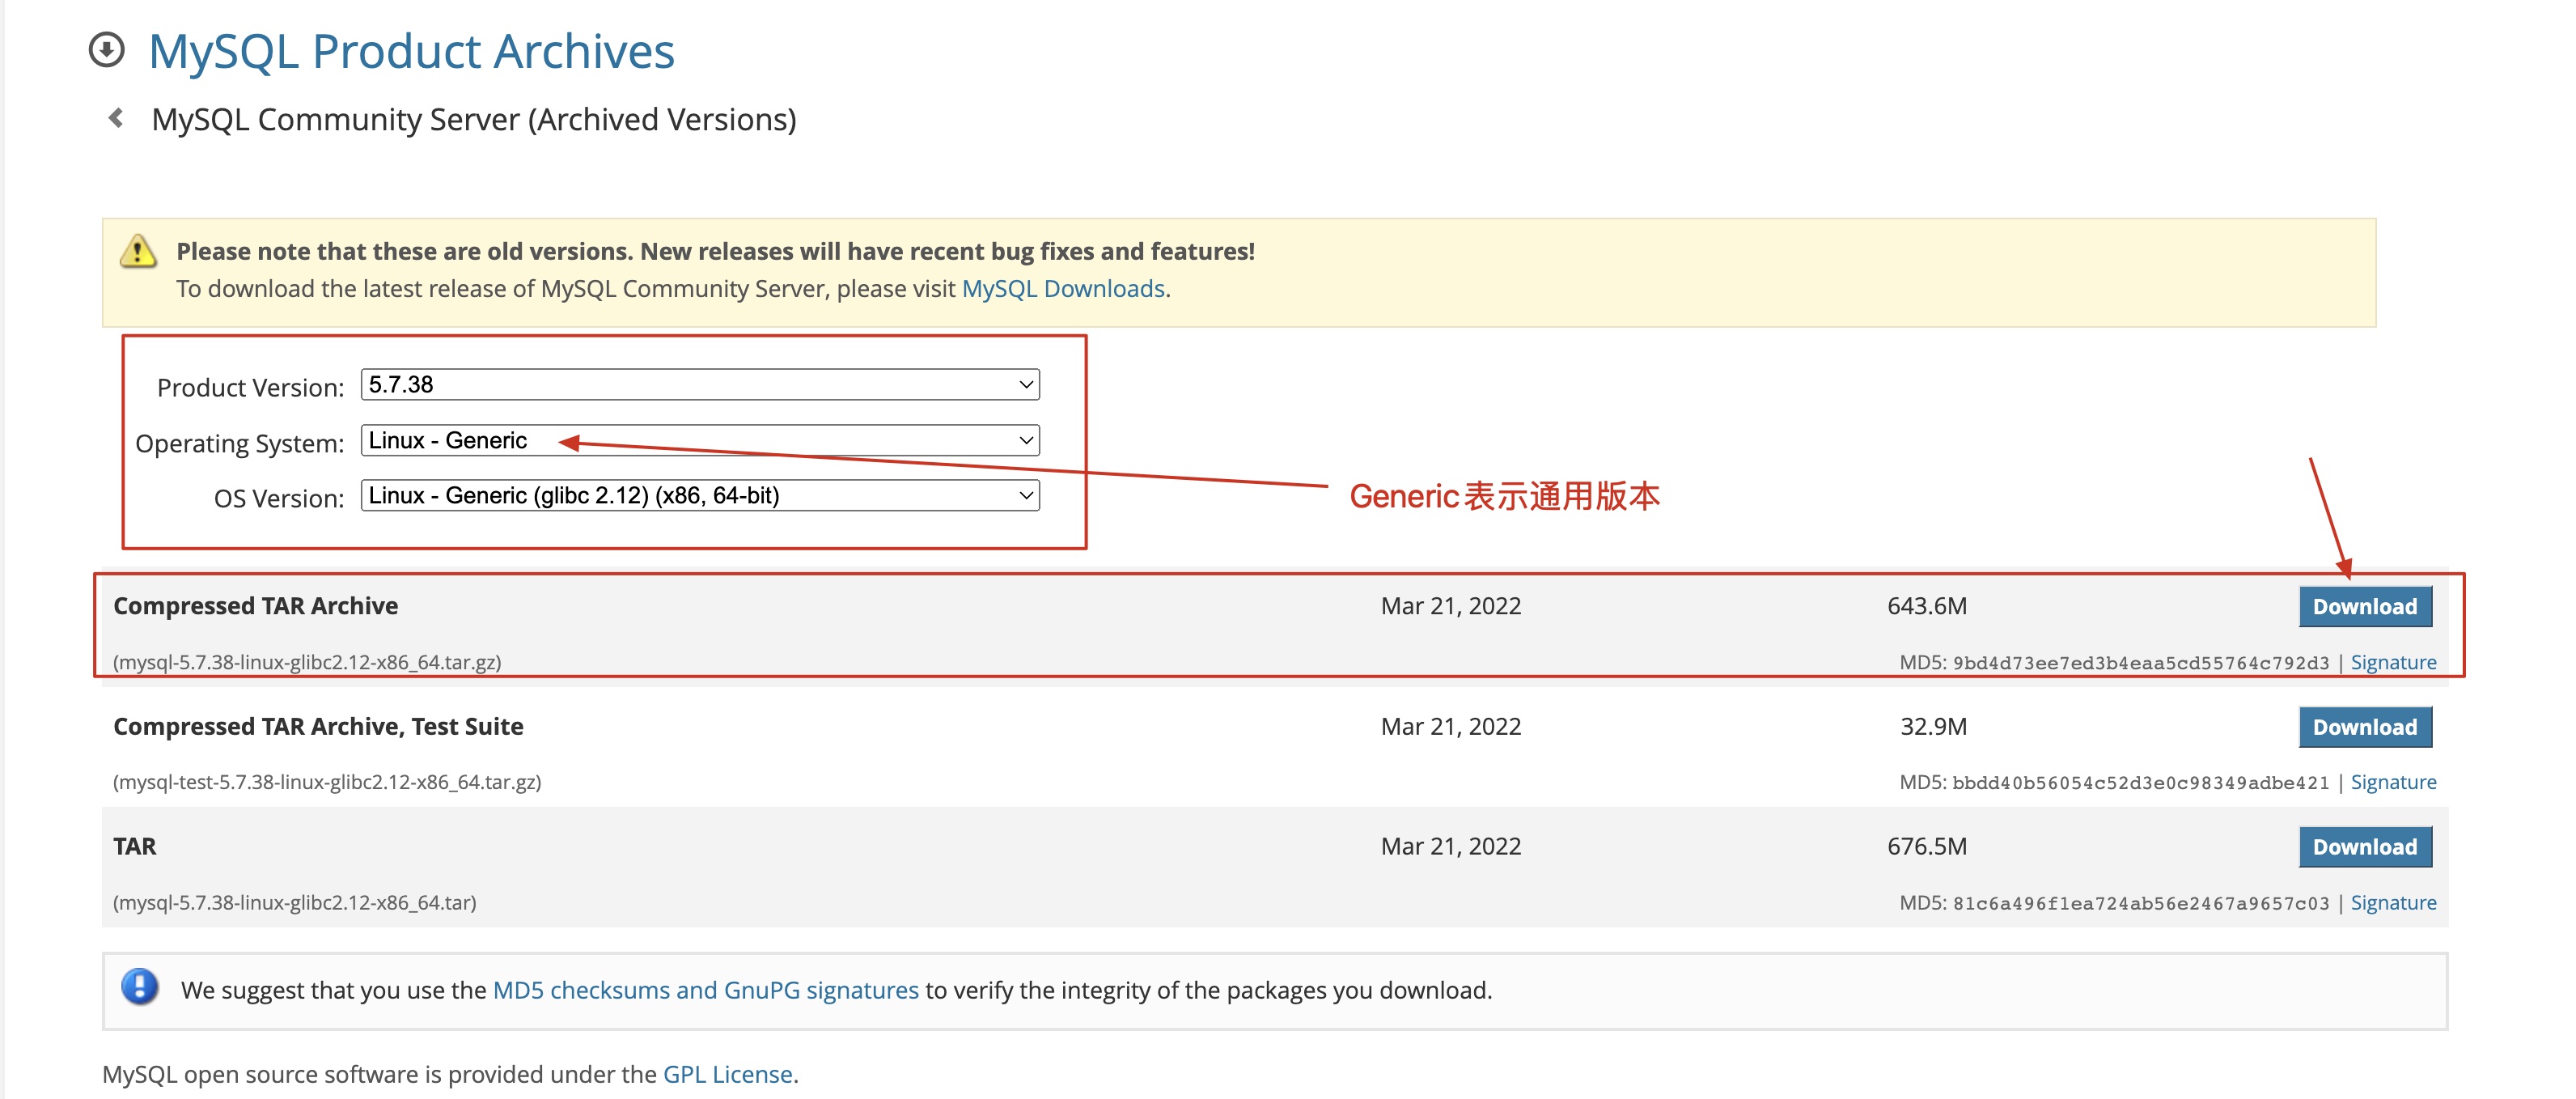 MySQL Product Archives
MySQL Community Server (Archived Versions)
Please note that these are old versions. New releases will have recent bug fixes and features!
To download the latest release of MySQL Community Server, please visit MySQL Downloads.
Product Version: 5.7.38
Operating System: Linux - Generic
OS Version: Linux - Generic (glibc 2.12) (x86, 64-bit)
Generic表示通用版本
Compressed TAR Archive Mar 21, 2022 643.6M Download
(mysql-5.7.38-linux-glibc2.12-x86_64.tar.gz) MD5: 9bd4d73ee7ed3b4eaa5cd55764c792d3 | Signature
Compressed TAR Archive, Test Suite Mar 21, 2022 32.9M Download
(mysql-test-5.7.38-linux-glibc2.12-x86_64.tar.gz) MD5: bbdd40b56054c52d3e0c98349adbe421 | Signature
TAR Mar 21, 2022 676.5M Download
(mysql-5.7.38-linux-glibc2.12-x86_64.tar) MD5: 81c6a496f1ea724ab56e2467a9657c03 | Signature
We suggest that you use the MD5 checksums and GnuPG signatures to verify the integrity of the packages you download.
MySQL open source software is provided under the GPL License.